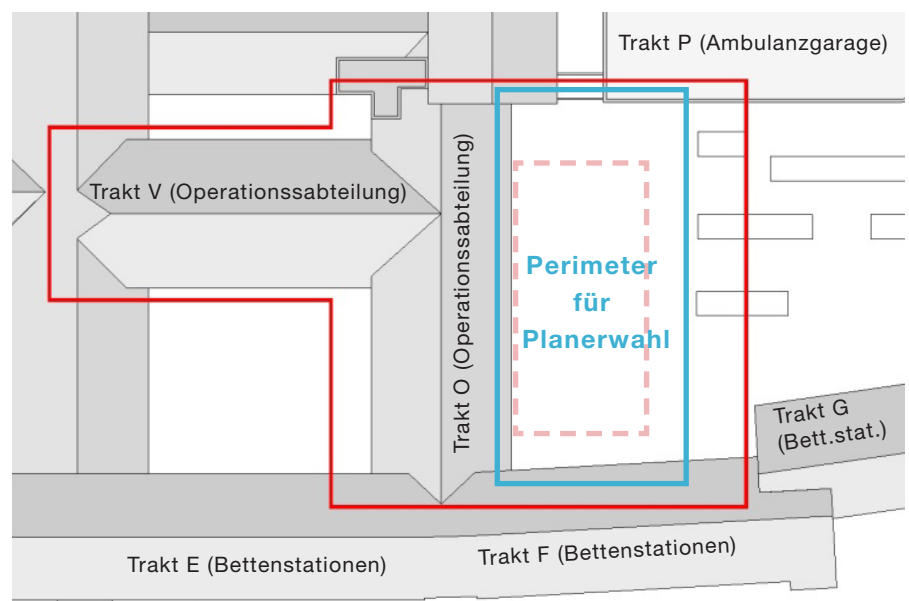 Trakt P (Ambulanzgarage)
Trakt V (Operationssabteilung)
Trakt O (Operationssabteilung)
Perimeter
für
Planerwahl
Trakt G
(Bett.stat.)
Trakt E (Bettenstationen)
Trakt F (Bettenstationen)